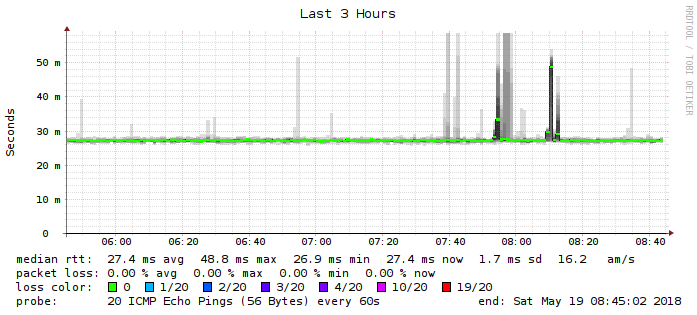 Last 3 Hours
RRDTOOL / TOBI OETIKER
Seconds
50 m
40 m
30 m
20 m
10 m
0
06:00 06:20 06:40 07:00 07:20 07:40 08:00 08:20 08:40
median rtt: 27.4 ms avg 48.8 ms max 26.9 ms min 27.4 ms now 1.7 ms sd 16.2 am/s
packet loss: 0.00 % avg 0.00 % max 0.00 % min 0.00 % now
loss color: 0 1/20 2/20 3/20 4/20 10/20 19/20
probe: 20 ICMP Echo Pings (56 Bytes) every 60s end: Sat May 19 08:45:02 2018